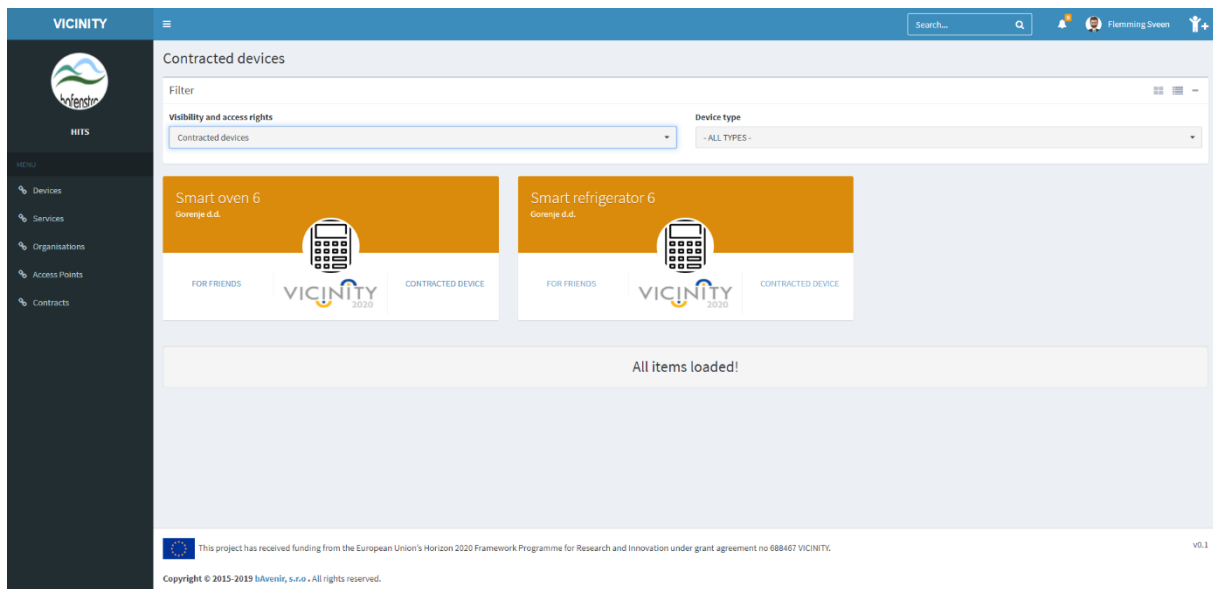 VICINITY
Search...
Flemming Sveen
HITS
MENU
Devices
Services
Organisations
Access Points
Contracts
Contracted devices
Filter
Visibility and access rights
Device type
Contracted devices
- ALL TYPES -
Smart oven 6
Gorenje d.d.
FOR FRIENDS
VICINITY
2020
CONTRACTED DEVICE
Smart refrigerator 6
Gorenje d.d.
FOR FRIENDS
VICINITY
2020
CONTRACTED DEVICE
All items loaded!
This project has received funding from the European Union's Horizon 2020 Framework Programme for Research and Innovation under grant agreement no 688467 VICINITY.
v0.1
Copyright © 2015-2019 bAvenir, s.r.o . All rights reserved.